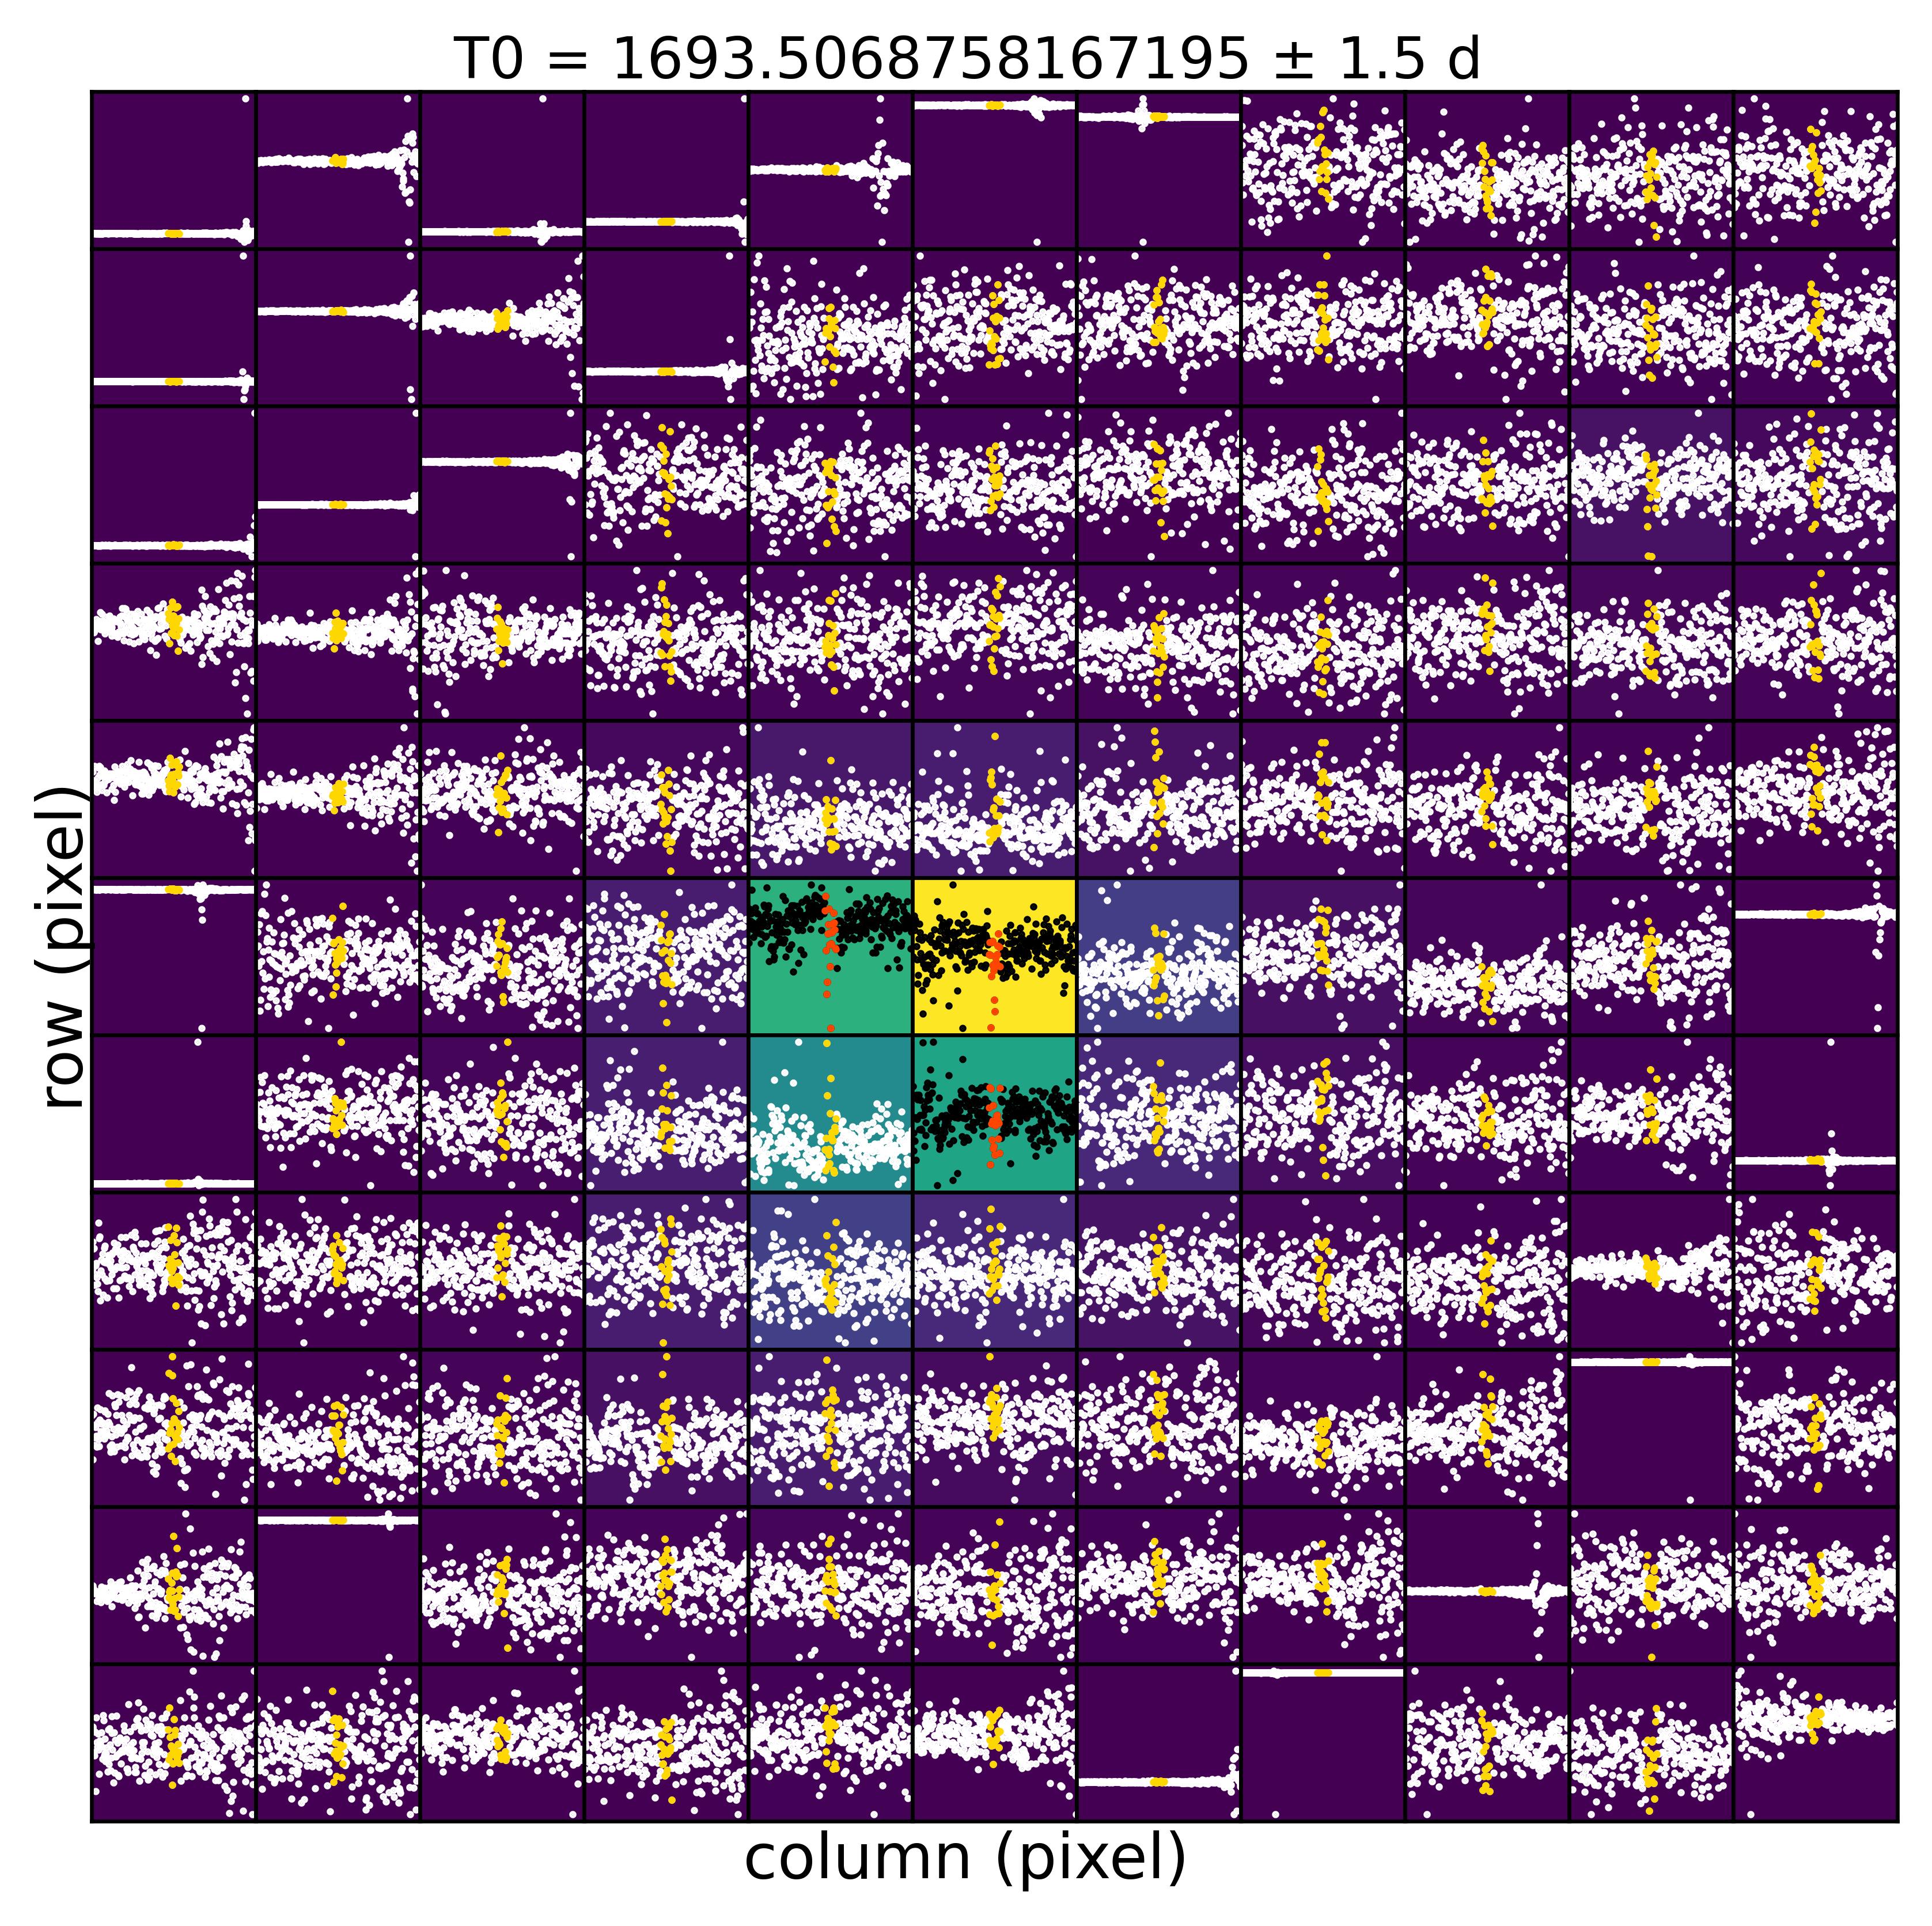 T0 = 1693.5068758167195 ± 1.5 d
row (pixel)
column (pixel)